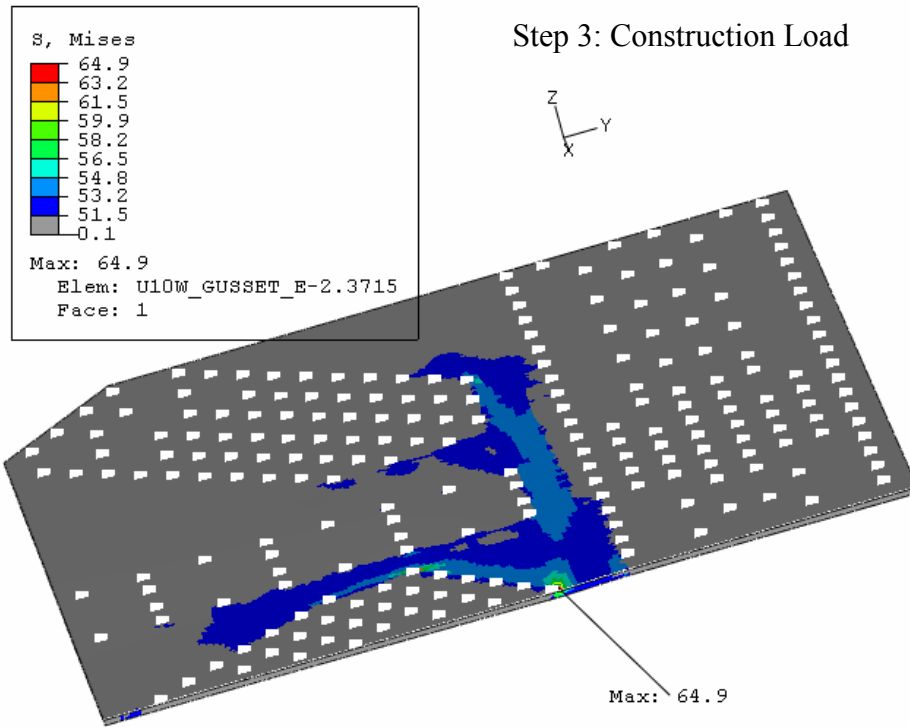 Step 3: Construction Load
S, Mises
64.9
63.2
61.5
59.9
58.2
56.5
54.8
53.2
51.5
0.1
Max: 64.9
Elem: U10W_GUSSET_E-2.3715
Face: 1
Z
Y
X
Max: 64.9